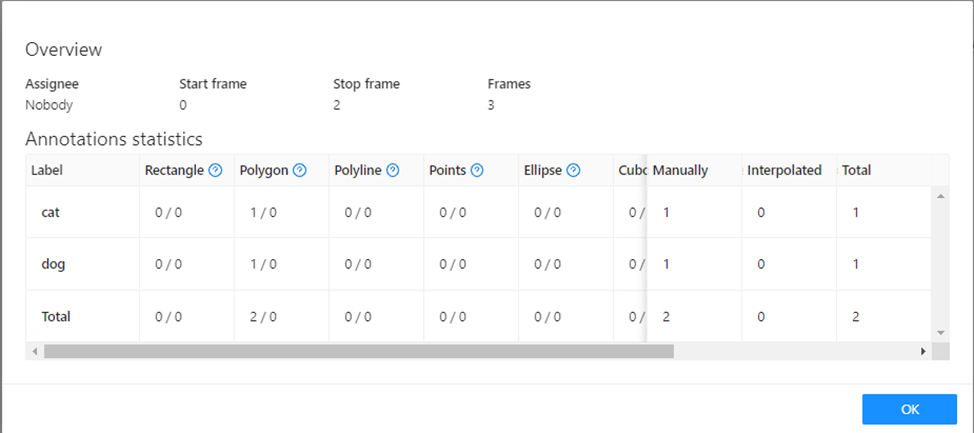 Overview
Assignee Start frame Stop frame Frames
Nobody 0 2 3
Annotations statistics
Label Rectangle Polygon Polyline Points Ellipse Cubo Manually Interpolated Total
cat 0 / 0 1 / 0 0 / 0 0 / 0 0 / 0 0 / 1 0 1
dog 0 / 0 1 / 0 0 / 0 0 / 0 0 / 0 0 / 1 0 1
Total 0 / 0 2 / 0 0 / 0 0 / 0 0 / 0 0 / 2 0 2
OK